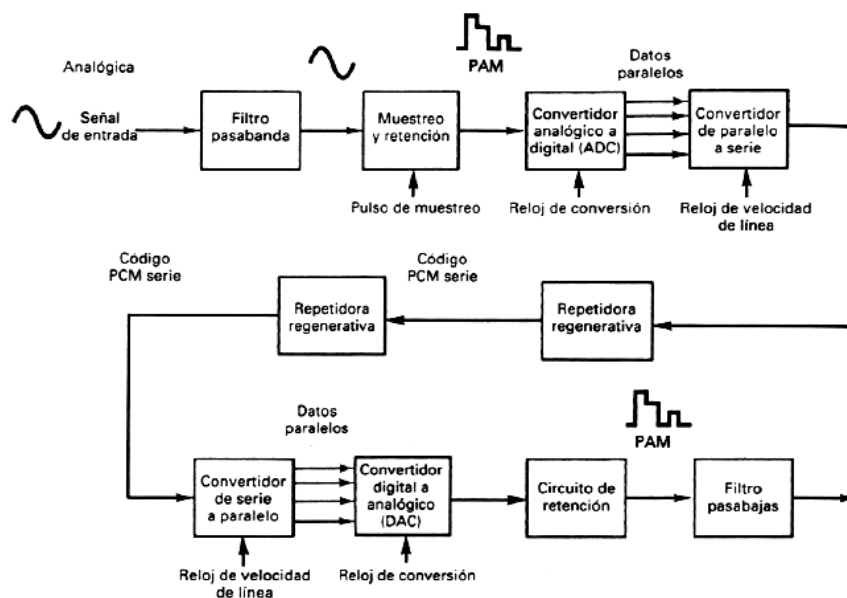 Analógica
Señal
de entrada
Filtro
pasabanda
Muestreo
y retención
Pulso de muestreo
PAM
Convertidor
analógico a
digital (ADC)
Reloj de conversión
Datos
paralelos
Convertidor
de paralelo
a serie
Reloj de velocidad
de línea
Código
PCM serie
Repetidora
regenerativa
Código
PCM serie
Repetidora
regenerativa
Convertidor
de serie
a paralelo
Reloj de velocidad
de línea
Datos
paralelos
Convertidor
digital a
analógico
(DAC)
Reloj de conversión
Circuito de
retención
PAM
Filtro
pasabajas